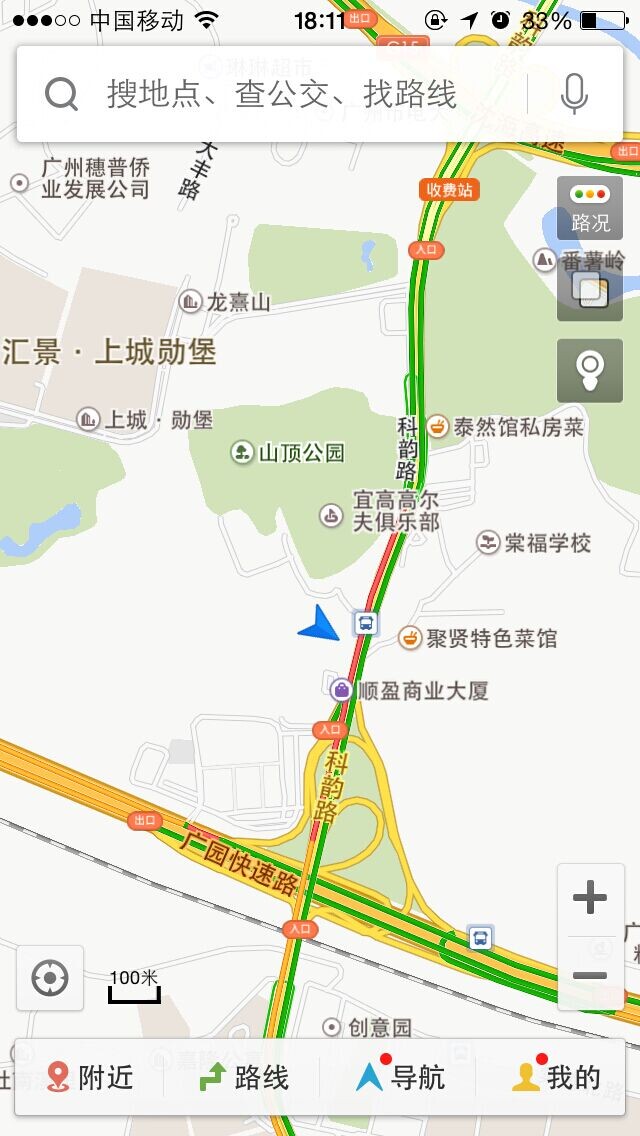 中国移动
18:11
33%
出口
G15
搜地点、查公交、找路线
沈海高速
出口
大丰路
广州穗普侨
业发展公司
收费站
路况
入口
番薯岭
龙熹山
汇景·上城勋堡
上城·勋堡
科韵路
泰然馆私房菜
山顶公园
宜高高尔
夫俱乐部
棠福学校
聚贤特色菜馆
顺盈商业大厦
入口
科韵路
出口
广园快速路
入口
100米
创意园
附近
路线
导航
我的